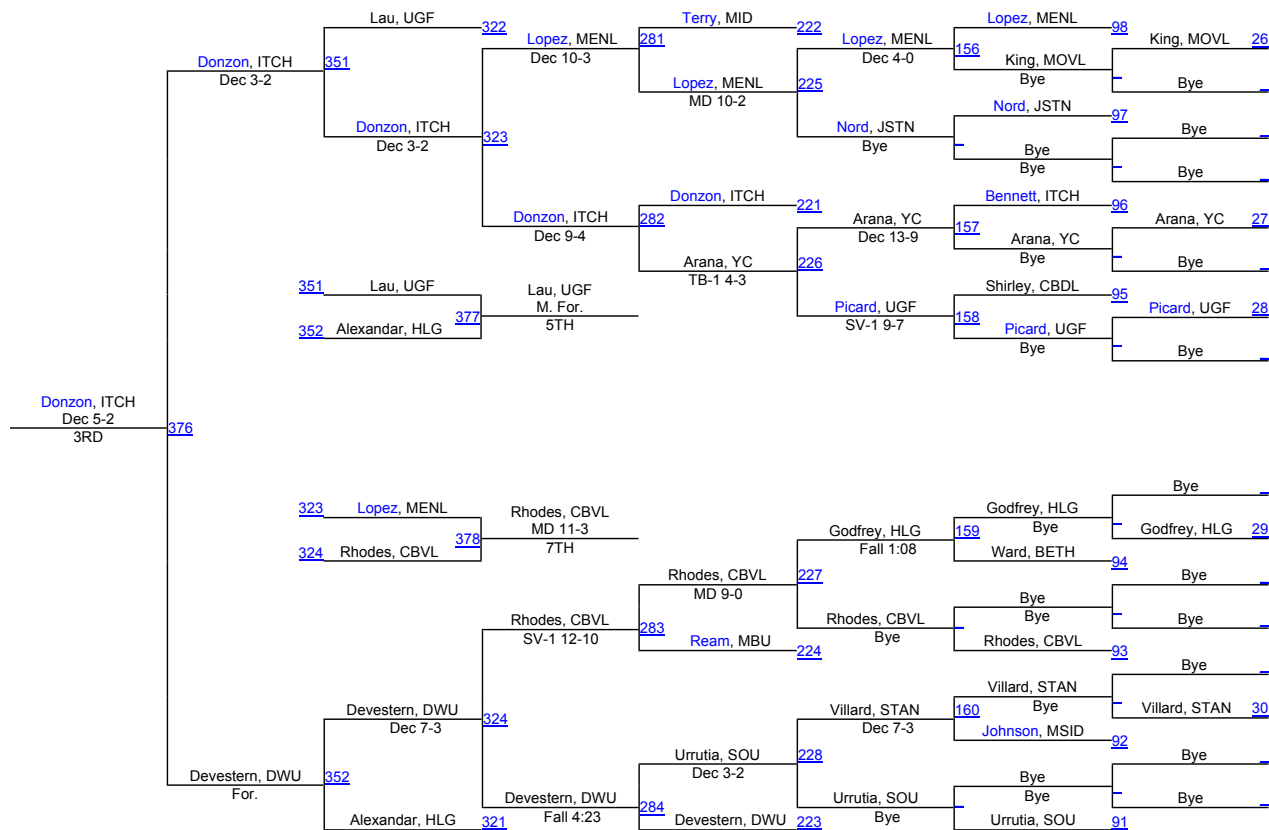 Lau, UGF 322 Terry, MID 222 Lopez, MENL 98
Lopez, MENL 281 Lopez, MENL King, MOVL 26
Donzon, ITCH 351 Dec 10-3 Dec 4-0 156 King, MOVL
Dec 3-2 Lopez, MENL 225 Bye Bye
MD 10-2 Nord, JSTN 97
Donzon, ITCH 323 Nord, JSTN Bye
Dec 3-2 Bye Bye
Bye Bye
Donzon, ITCH 221 Bennett, ITCH 96
Donzon, ITCH 282 Arana, YC 157 Arana, YC 27
Dec 9-4 Dec 13-9 Arana, YC
Arana, YC 226 Bye Bye
TB-1 4-3
351 Lau, UGF Lau, UGF Shirley, CBDL 95
377 M. For. Picard, UGF 158 Picard, UGF 28
352 Alexandar, HLG 5TH SV-1 9-7 Picard, UGF
Bye Bye
Donzon, ITCH
Dec 5-2 376
3RD
Bye
323 Lopez, MENL Rhodes, CBVL Godfrey, HLG
378 MD 11-3 Godfrey, HLG 159 Bye Godfrey, HLG 29
324 Rhodes, CBVL 7TH Fall 1:08 Ward, BETH 94
Rhodes, CBVL 227 Bye
MD 9-0 Bye
Rhodes, CBVL 283 Rhodes, CBVL Bye Bye
SV-1 12-10 Ream, MBU 224 Bye Rhodes, CBVL 93
Bye
Devestern, DWU 324 Villard, STAN 160 Villard, STAN
Dec 7-3 Dec 7-3 Bye Villard, STAN 30
Johnson, MSID 92
Urrutia, SOU 228 Bye
Devestern, DWU 352 Dec 3-2 Bye
For. Devestern, DWU 284 Urrutia, SOU Bye Bye
Fall 4:23 Bye
Alexandar, HLG 321 Devestern, DWU 223 Urrutia, SOU 91